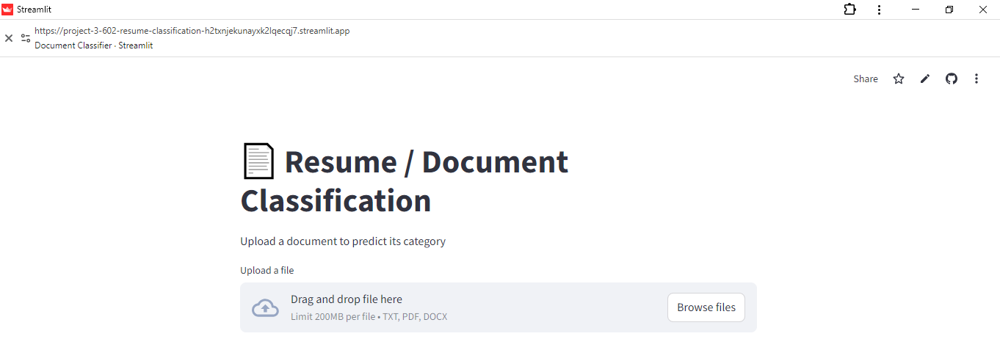 Streamlit
https://project-3-602-resume-classification-h2txnjekunayxk2lqecqj7.streamlit.app
Document Classifier · Streamlit
Share
Resume / Document
Classification
Upload a document to predict its category
Upload a file
Drag and drop file here
Limit 200MB per file • TXT, PDF, DOCX
Browse files